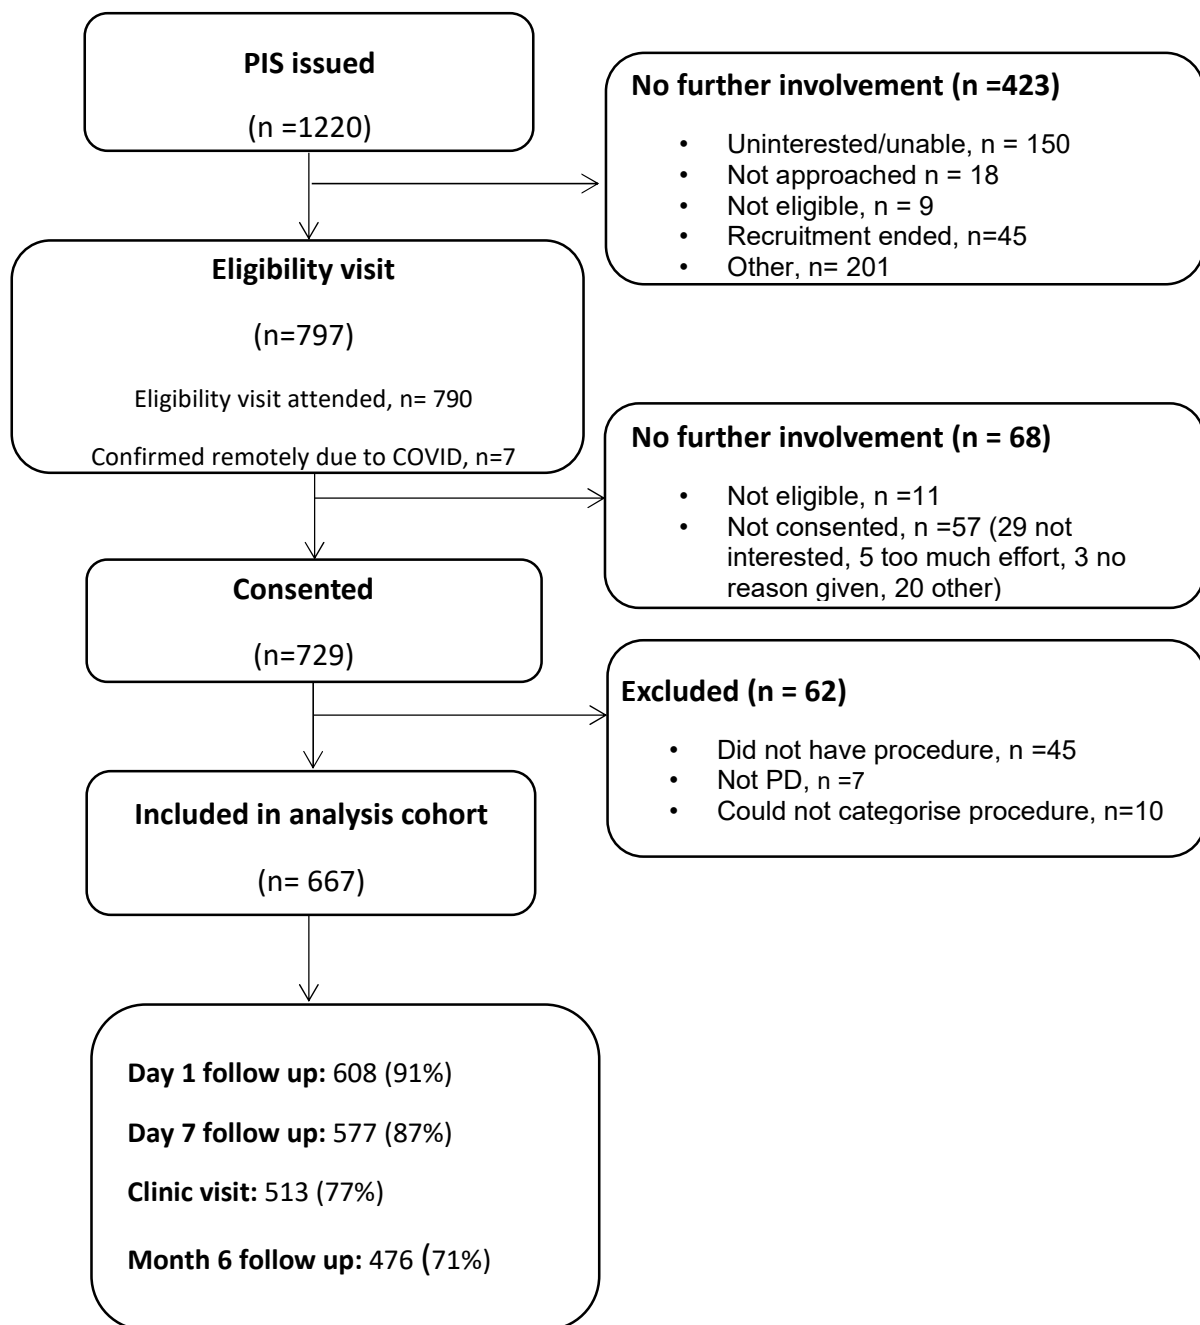 PIS issued
(n =1220)
No further involvement (n =423)
• Uninterested/unable, n = 150
• Not approached n = 18
• Not eligible, n = 9
• Recruitment ended, n=45
• Other, n= 201
Eligibility visit
(n=797)
Eligibility visit attended, n= 790
Confirmed remotely due to COVID, n=7
No further involvement (n = 68)
• Not eligible, n =11
• Not consented, n =57 (29 not
interested, 5 too much effort, 3 no
reason given, 20 other)
Consented
(n=729)
Excluded (n = 62)
• Did not have procedure, n =45
• Not PD, n =7
• Could not categorise procedure, n=10
Included in analysis cohort
(n= 667)
Day 1 follow up: 608 (91%)
Day 7 follow up: 577 (87%)
Clinic visit: 513 (77%)
Month 6 follow up: 476 (71%)